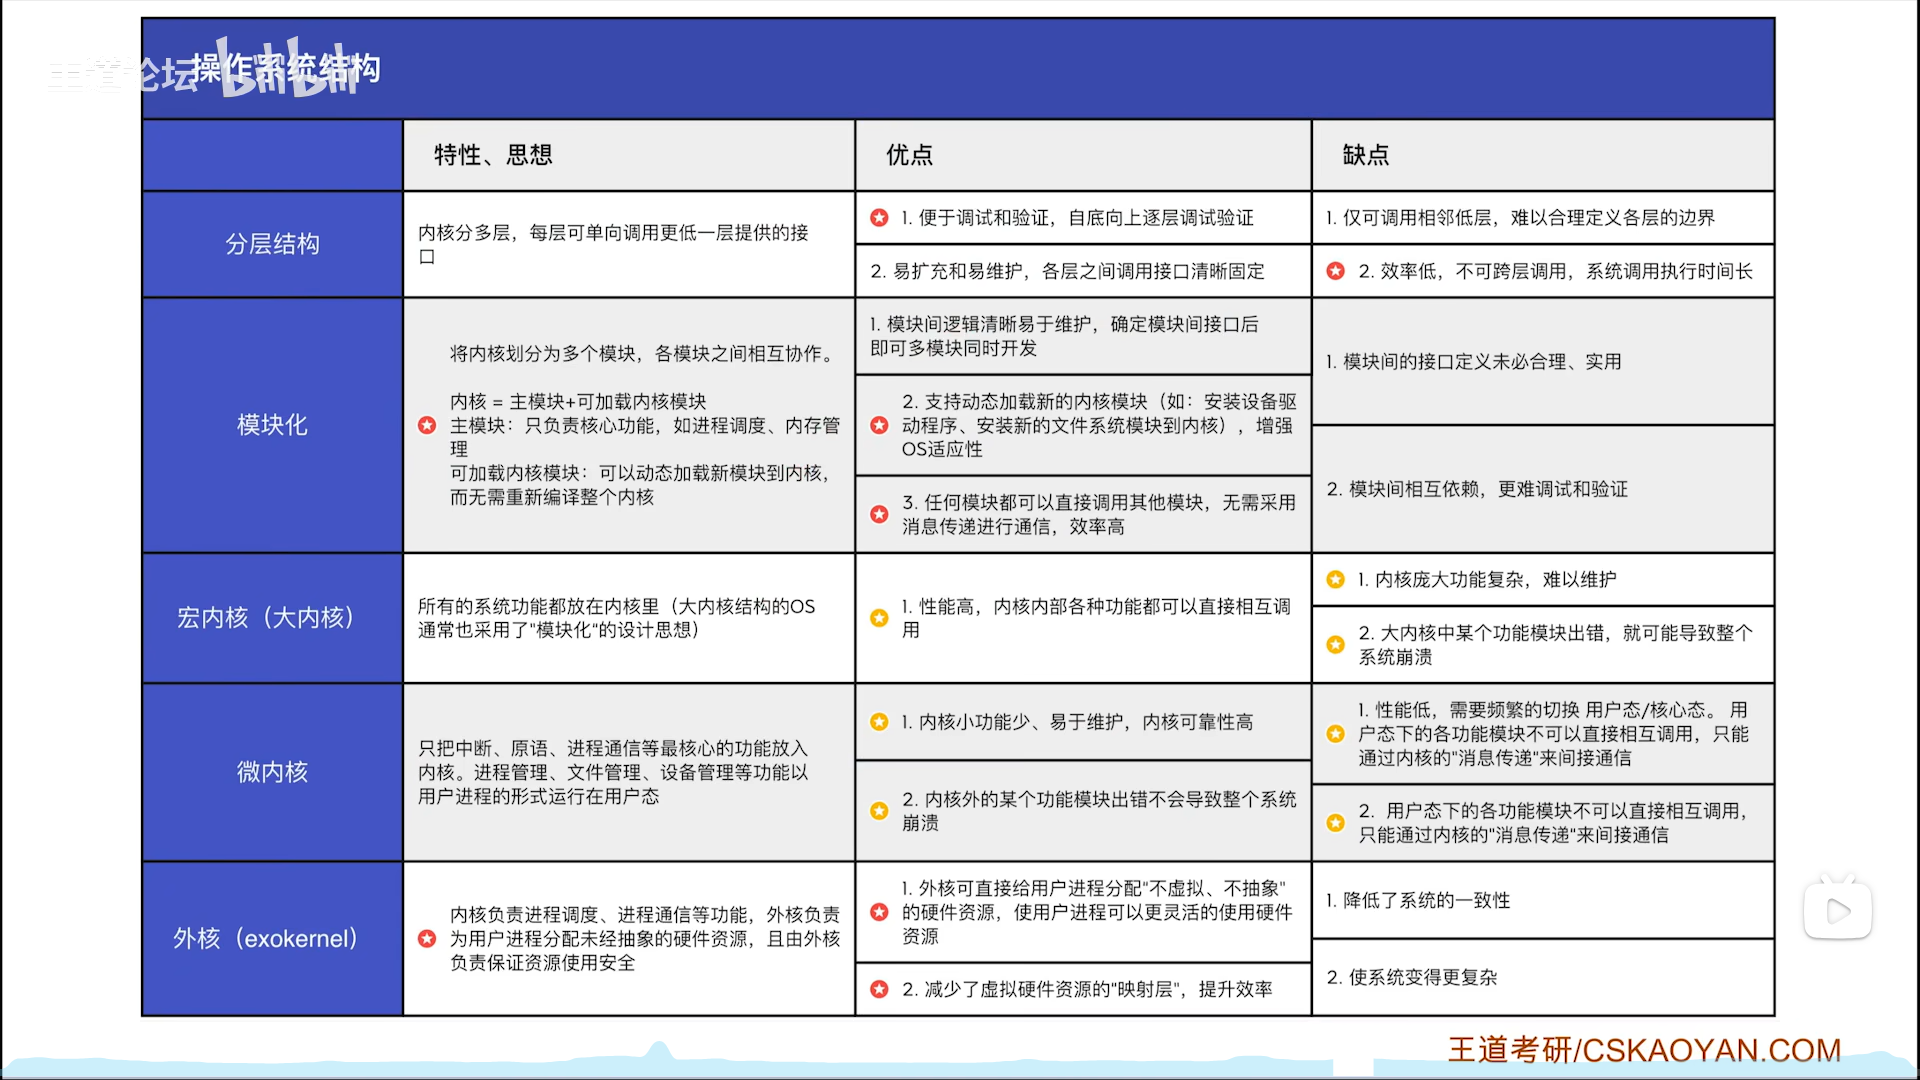 王道论坛 bilibili
操作系统结构
特性、思想
优点
缺点
分层结构
内核分多层，每层可单向调用更低一层提供的接
口
1. 便于调试和验证，自底向上逐层调试验证
2. 易扩充和易维护，各层之间调用接口清晰固定
1. 仅可调用相邻低层，难以合理定义各层的边界
2. 效率低，不可跨层调用，系统调用执行时间长
模块化
将内核划分为多个模块，各模块之间相互协作。
内核 = 主模块+可加载内核模块
主模块：只负责核心功能，如进程调度、内存管
理
可加载内核模块：可以动态加载新模块到内核，
而无需重新编译整个内核
1. 模块间逻辑清晰易于维护，确定模块间接口后
即可多模块同时开发
2. 支持动态加载新的内核模块（如：安装设备驱
动程序、安装新的文件系统模块到内核），增强
OS适应性
3. 任何模块都可以直接调用其他模块，无需采用
消息传递进行通信，效率高
1. 模块间的接口定义未必合理、实用
2. 模块间相互依赖，更难调试和验证
宏内核（大内核）
所有的系统功能都放在内核里（大内核结构的OS
通常也采用了"模块化"的设计思想）
1. 性能高，内核内部各种功能都可以直接相互调
用
1. 内核庞大功能复杂，难以维护
2. 大内核中某个功能模块出错，就可能导致整个
系统崩溃
微内核
只把中断、原语、进程通信等最核心的功能放入
内核。进程管理、文件管理、设备管理等功能以
用户进程的形式运行在用户态
1. 内核小功能少、易于维护，内核可靠性高
2. 内核外的某个功能模块出错不会导致整个系统
崩溃
1. 性能低，需要频繁的切换 用户态/核心态。 用
户态下的各功能模块不可以直接相互调用，只能
通过内核的"消息传递"来间接通信
2. 用户态下的各功能模块不可以直接相互调用，
只能通过内核的"消息传递"来间接通信
外核（exokernel）
内核负责进程调度、进程通信等功能，外核负责
为用户进程分配未经抽象的硬件资源，且由外核
负责保证资源使用安全
1. 外核可直接给用户进程分配"不虚拟、不抽象"
的硬件资源，使用户进程可以更灵活的使用硬件
资源
2. 减少了虚拟硬件资源的"映射层"，提升效率
1. 降低了系统的一致性
2. 使系统变得更复杂
王道考研/CSKAOYAN.COM